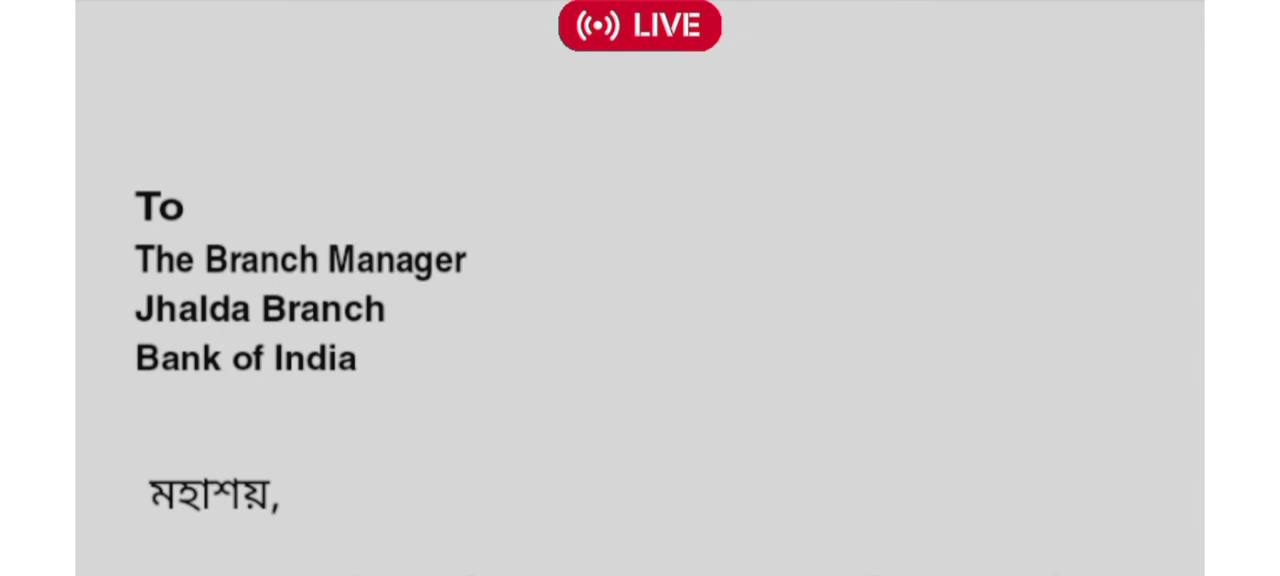 LIVE
To
The Branch Manager
Jhalda Branch
Bank of India
মহাশয়,